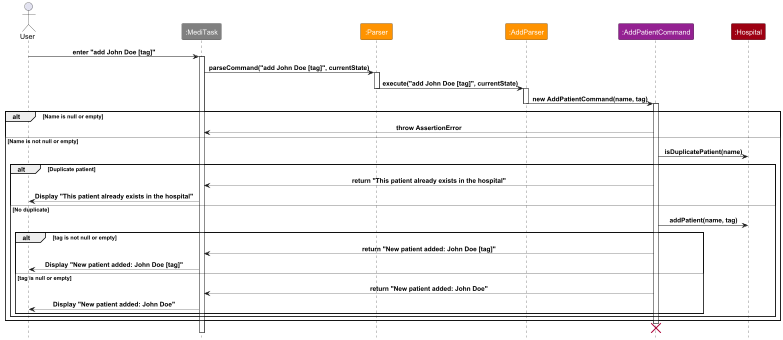 User
:MediTask
:Parser
:AddParser
:AddPatientCommand
:Hospital
enter "add John Doe [tag]"
parseCommand("add John Doe [tag]", currentState)
execute("add John Doe [tag]", currentState)
new AddPatientCommand(name, tag)
alt
[Name is null or empty]
throw AssertionError
[Name is not null or empty]
isDuplicatePatient(name)
alt
[Duplicate patient]
return "This patient already exists in the hospital"
Display "This patient already exists in the hospital"
[No duplicate]
addPatient(name, tag)
alt
[tag is not null or empty]
return "New patient added: John Doe [tag]"
Display "New patient added: John Doe [tag]"
[tag is null or empty]
return "New patient added: John Doe"
Display "New patient added: John Doe"